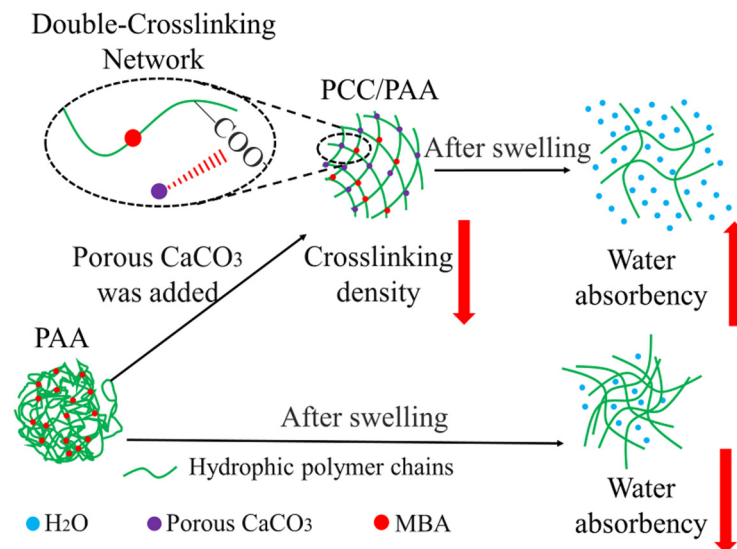 Double-Crosslinking
Network
PCC/PAA
COO
After swelling
Porous CaCO₃
was added
Crosslinking
density
Water
absorbency
PAA
After swelling
Hydrophic polymer chains
Water
absorbency
H₂O
Porous CaCO₃
MBA